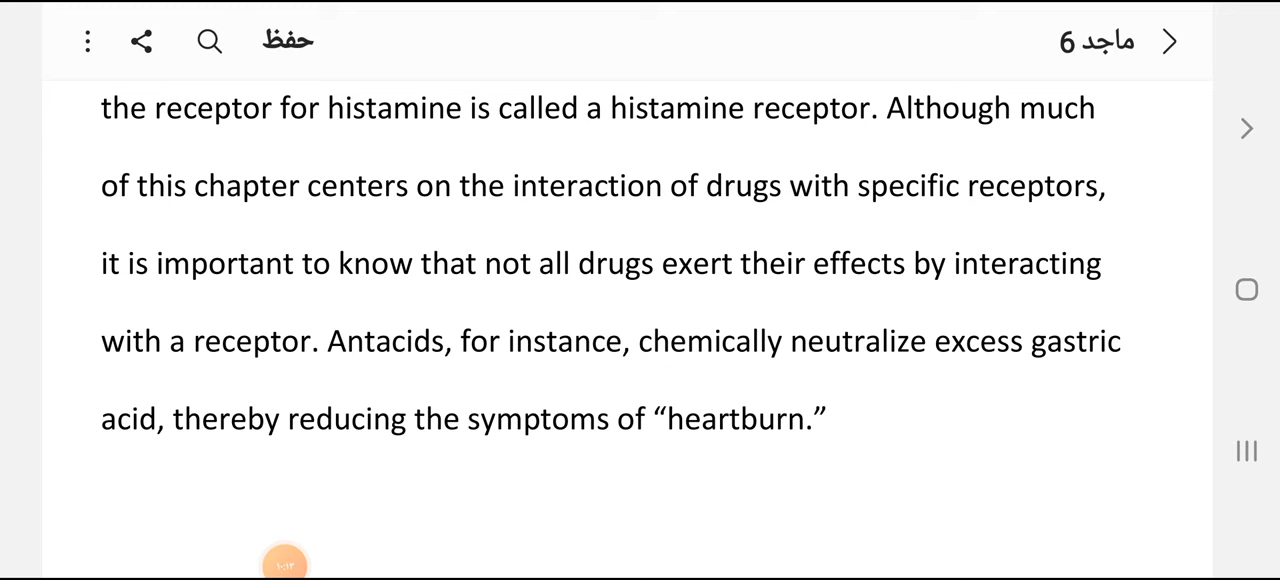 حفظ
ماجد 6
the receptor for histamine is called a histamine receptor. Although much
of this chapter centers on the interaction of drugs with specific receptors,
it is important to know that not all drugs exert their effects by interacting
with a receptor. Antacids, for instance, chemically neutralize excess gastric
acid, thereby reducing the symptoms of “heartburn.”
١٠:١٣